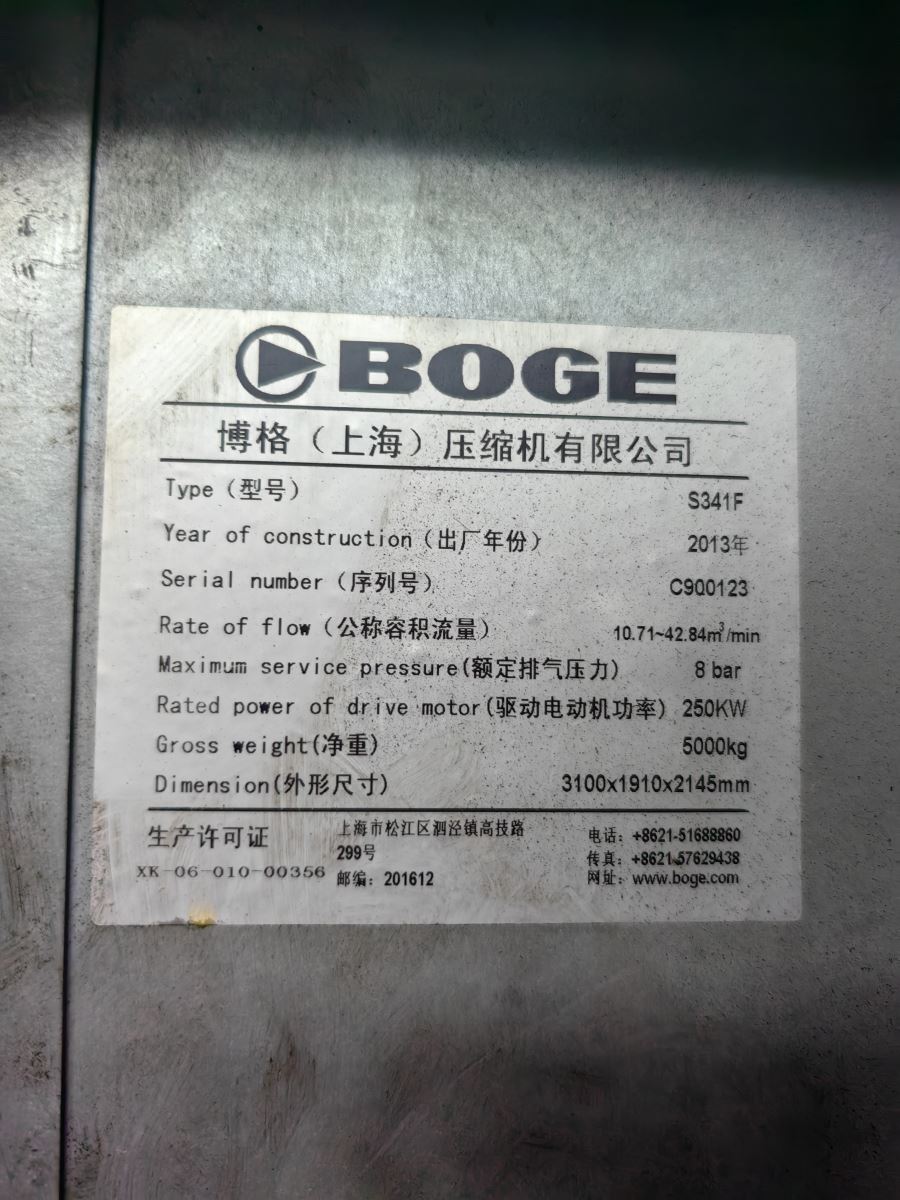 BOGE
博格（上海）压缩机有限公司
Type（型号） S341F
Year of construction（出厂年份） 2013年
Serial number（序列号） C900123
Rate of flow（公称容积流量） 10.71~42.84m³/min
Maximum service pressure(额定排气压力) 8 bar
Rated power of drive motor(驱动电动机功率) 250KW
Gross weight(净重) 5000kg
Dimension(外形尺寸) 3100x1910x2145mm
生产许可证
XK-06-010-00356
上海市松江区泗泾镇高技路
299号
邮编：201612
电话：+8621-51688860
传真：+8621-57629438
网址：www.boge.com